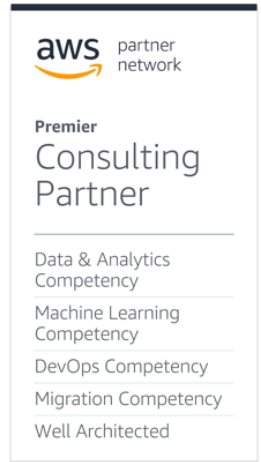 aws partner
network
Premier
Consulting
Partner
Data & Analytics
Competency
Machine Learning
Competency
DevOps Competency
Migration Competency
Well Architected